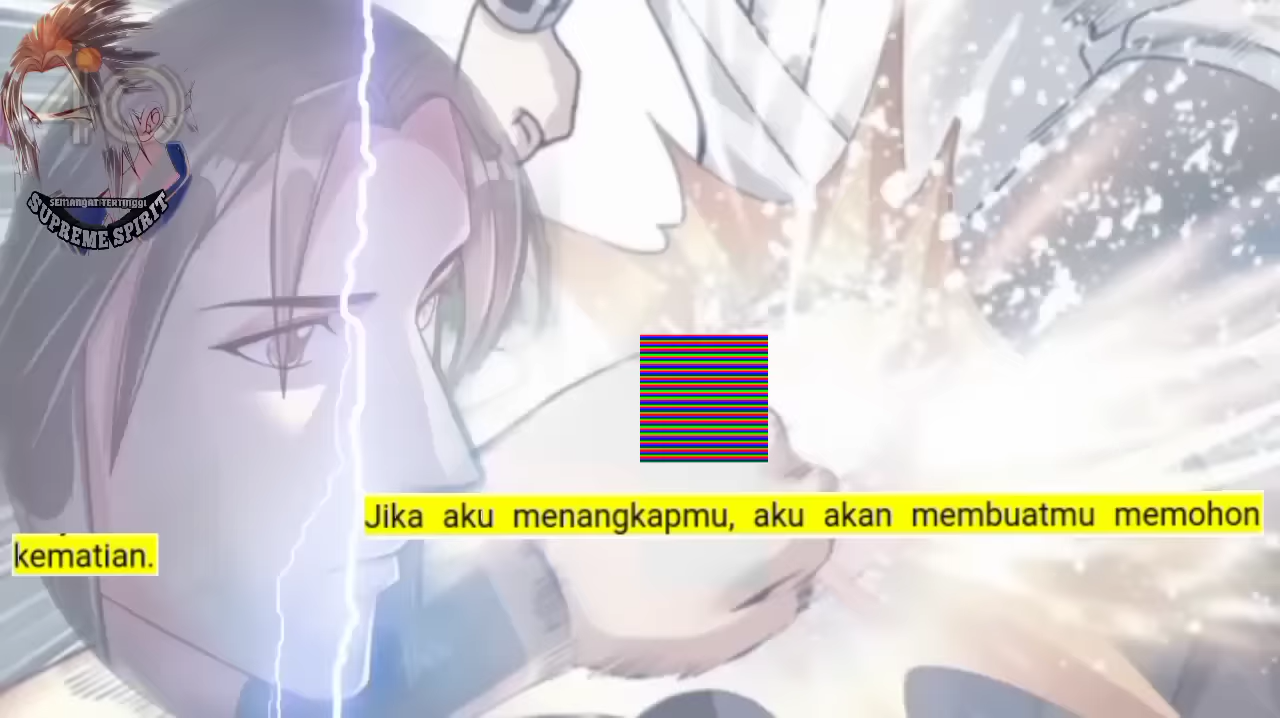 SEMANGAT TERTINGGI
SUPREME SPIRIT
Jika aku menangkapmu, aku akan membuatmu memohon
kematian.